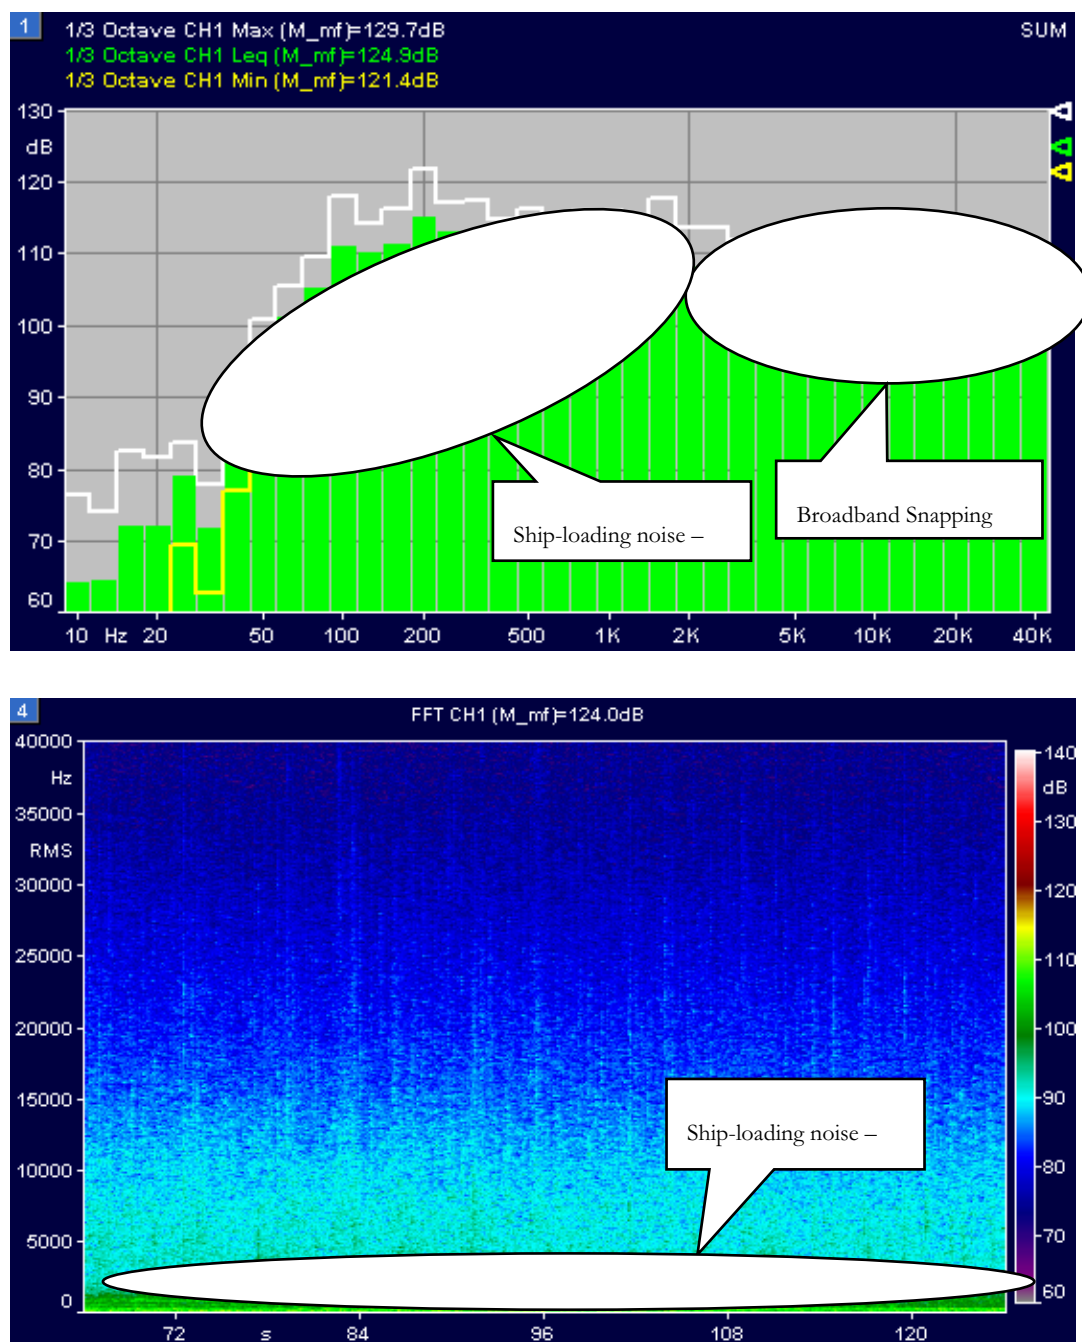 1
1/3 Octave CH1 Max (M_mf)=129.7dB SUM
1/3 Octave CH1 Leq (M_mf)=124.9dB
1/3 Octave CH1 Min (M_mf)=121.4dB
130
dB
120
110
100
90
80
70
60
Ship-loading noise –
Broadband Snapping
10 Hz 20 50 100 200 500 1K 2K 5K 10K 20K 40K
4
FFT CH1 (M_mf)=124.0dB
40000
Hz
35000
RMS
30000
25000
20000
15000
10000
5000
0
140
dB
130
120
110
100
90
80
70
60
Ship-loading noise –
72 s 84 96 108 120